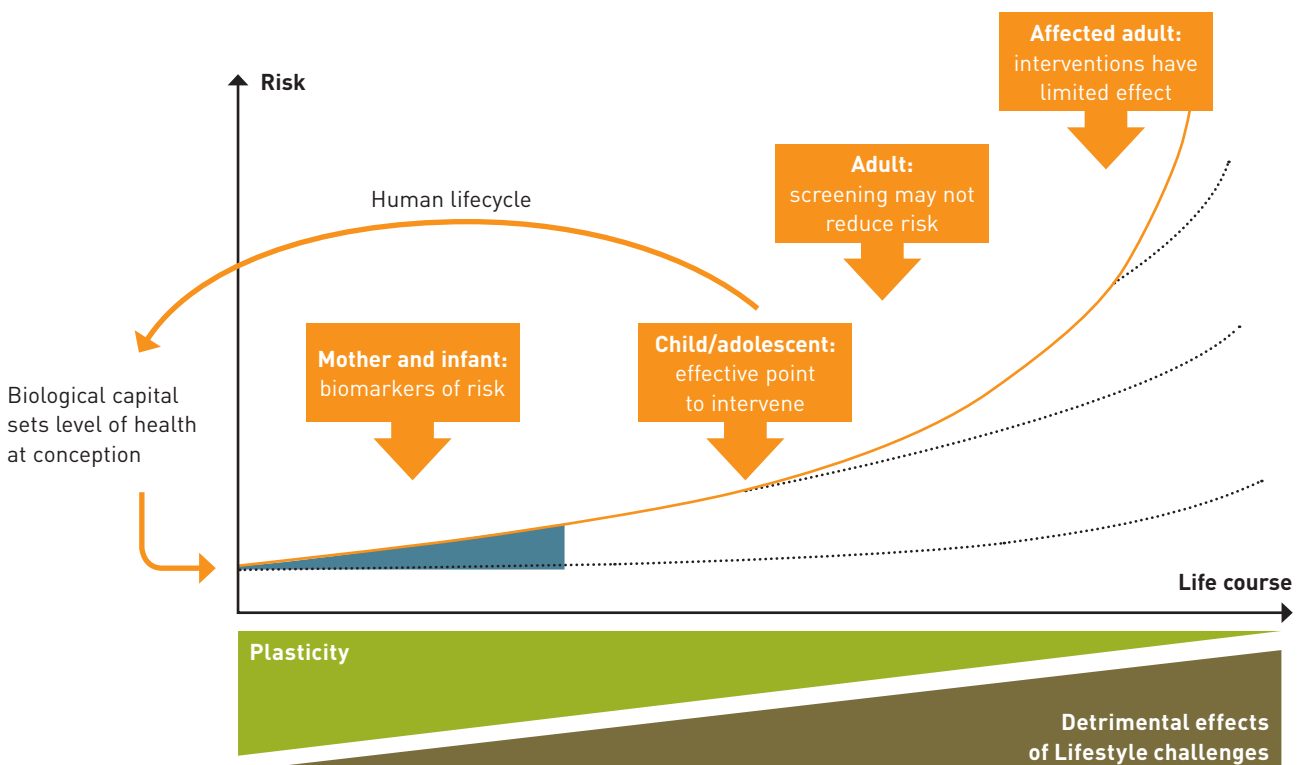 Affected adult:
interventions have
limited effect
Risk
Adult:
screening may not
reduce risk
Human lifecycle
Mother and infant:
biomarkers of risk
Child/adolescent:
effective point
to intervene
Biological capital
sets level of health
at conception
Life course
Plasticity
Detrimental effects
of Lifestyle challenges